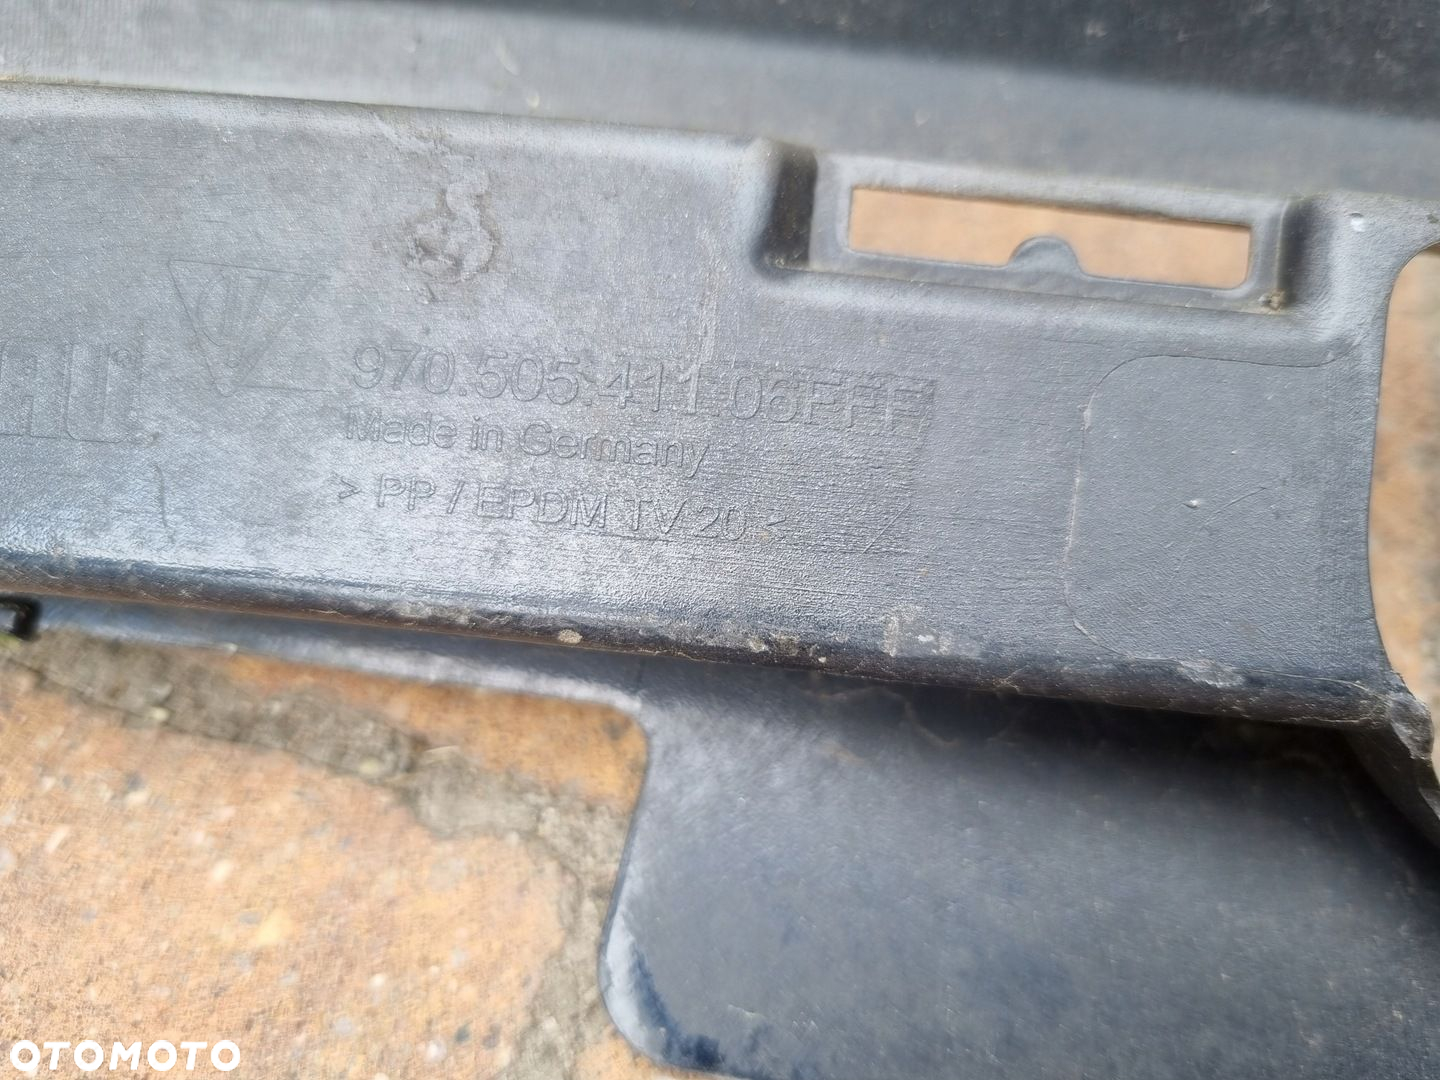 970.505.411.06FFF
Made in Germany
> PP / EPDM TV 20 <
OTOMOTO